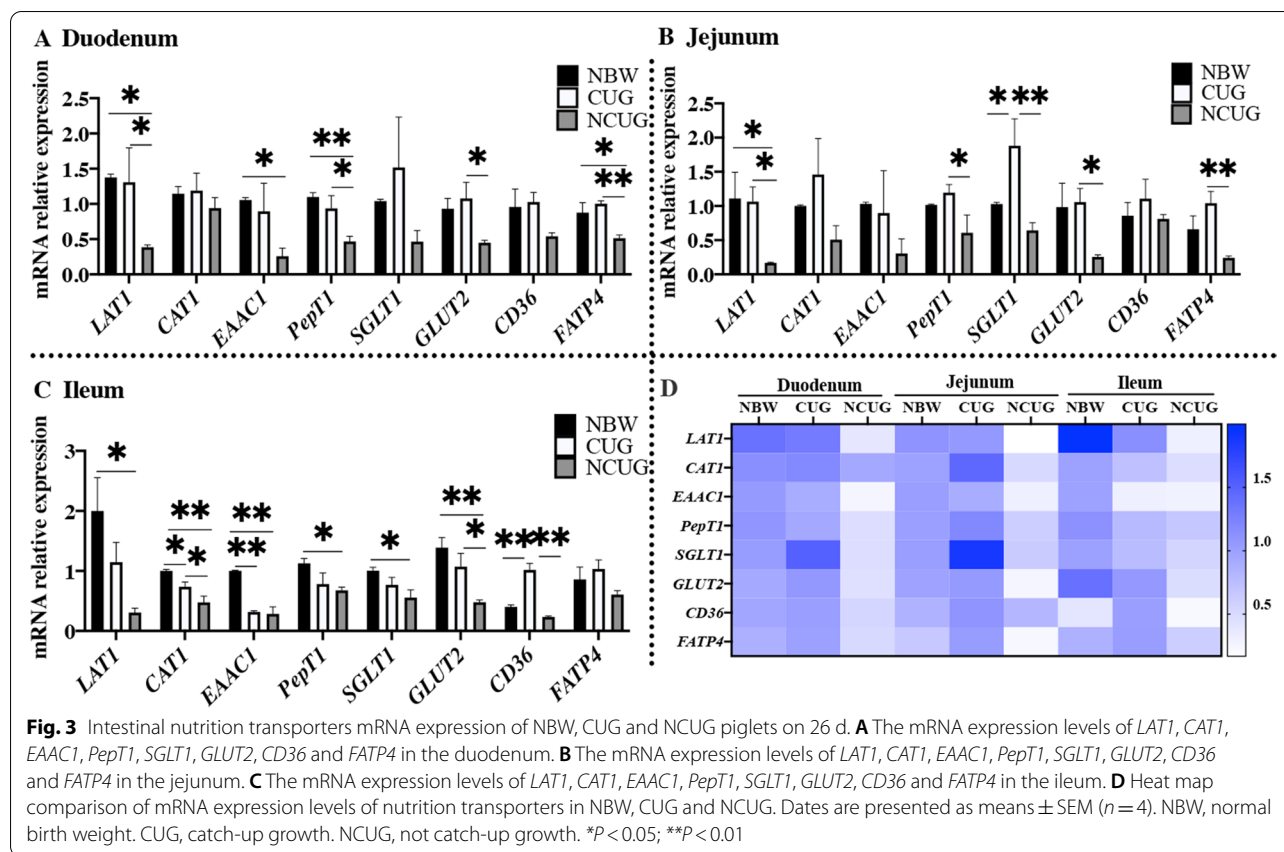 A Duodenum
NBW
CUG
NCUG
mRNA relative expression
2.5
2.0
1.5
1.0
0.5
0.0
* * * ** * * * **
LAT1 CAT1 EAAC1 PepT1 SGLT1 GLUT2 CD36 FATP4
B Jejunum
NBW
CUG
NCUG
mRNA relative expression
2.5
2.0
1.5
1.0
0.5
0.0
* * * * ** * **
LAT1 CAT1 EAAC1 PepT1 SGLT1 GLUT2 CD36 FATP4
C Ileum
NBW
CUG
NCUG
mRNA relative expression
3
2
1
0
* ** * * ** ** * * ** * ** **
LAT1 CAT1 EAAC1 PepT1 SGLT1 GLUT2 CD36 FATP4
D
Duodenum Jejunum Ileum
NBW CUG NCUG NBW CUG NCUG NBW CUG NCUG
LAT1
CAT1
EAAC1
PepT1
SGLT1
GLUT2
CD36
FATP4
1.5
1.0
0.5
Fig. 3 Intestinal nutrition transporters mRNA expression of NBW, CUG and NCUG piglets on 26 d. A The mRNA expression levels of LAT1, CAT1,
EAAC1, PepT1, SGLT1, GLUT2, CD36 and FATP4 in the duodenum. B The mRNA expression levels of LAT1, CAT1, EAAC1, PepT1, SGLT1, GLUT2, CD36
and FATP4 in the jejunum. C The mRNA expression levels of LAT1, CAT1, EAAC1, PepT1, SGLT1, GLUT2, CD36 and FATP4 in the ileum. D Heat map
comparison of mRNA expression levels of nutrition transporters in NBW, CUG and NCUG. Dates are presented as means ± SEM (n = 4). NBW, normal
birth weight. CUG, catch-up growth. NCUG, not catch-up growth. *P < 0.05; **P < 0.01